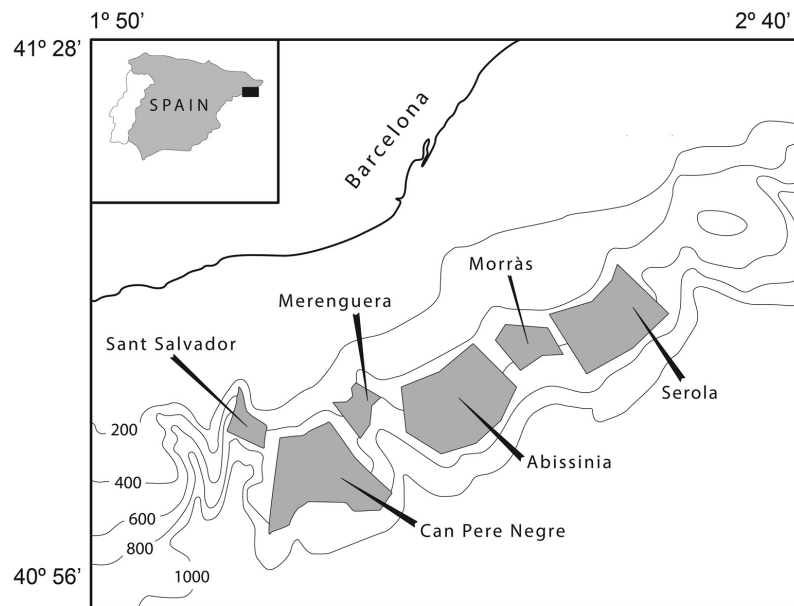 1º 50’
2º 40’
41º 28’
SPAIN
Barcelona
Morràs
Merenguera
Sant Salvador
Serola
200
Abissinia
400
600
Can Pere Negre
800
40º 56’
1000